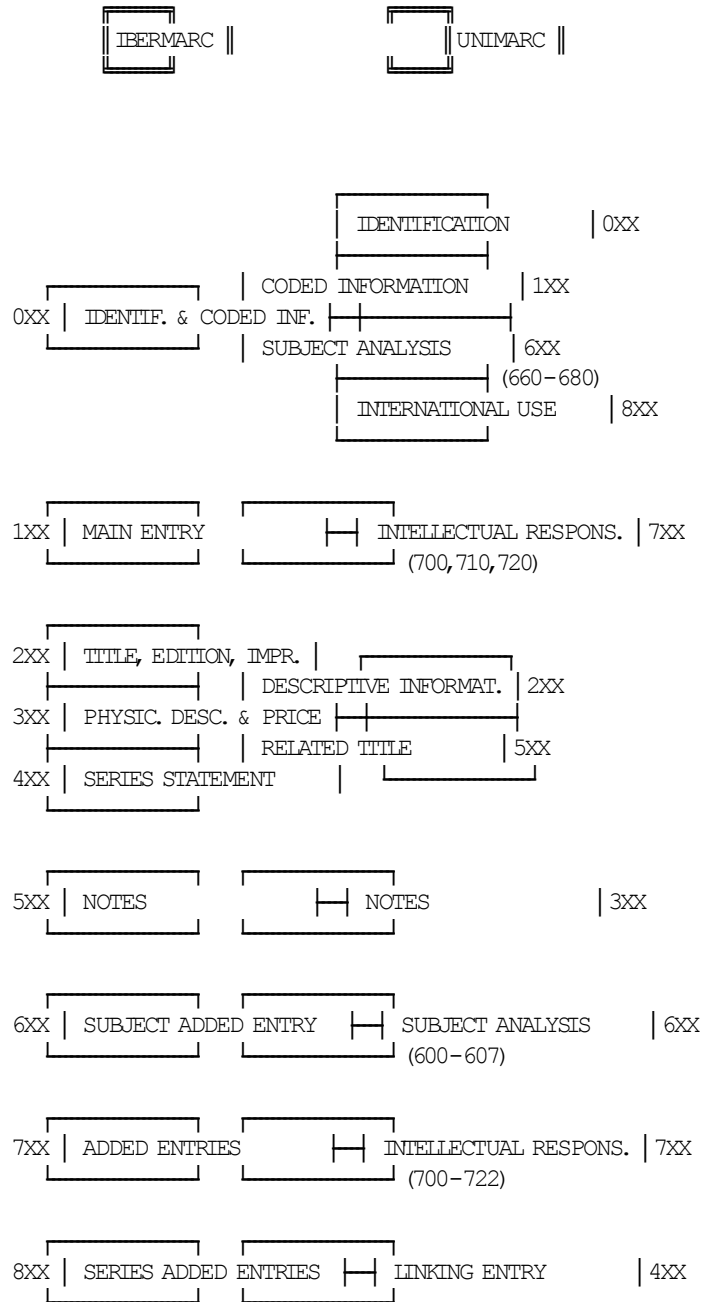 IBERMARC UNIMARC
IDENTIFICATION 0XX
CODED INFORMATION 1XX
0XX IDENTIF. & CODED INF.
SUBJECT ANALYSIS 6XX
(660-680)
INTERNATIONAL USE 8XX
1XX MAIN ENTRY INTELLECTUAL RESPONS. 7XX
(700,710,720)
2XX TITLE, EDITION, IMPR.
DESCRIPTIVE INFORMAT. 2XX
3XX PHYSIC. DESC. & PRICE
RELATED TITLE 5XX
4XX SERIES STATEMENT
5XX NOTES NOTES 3XX
6XX SUBJECT ADDED ENTRY SUBJECT ANALYSIS 6XX
(600-607)
7XX ADDED ENTRIES INTELLECTUAL RESPONS. 7XX
(700-722)
8XX SERIES ADDED ENTRIES LINKING ENTRY 4XX